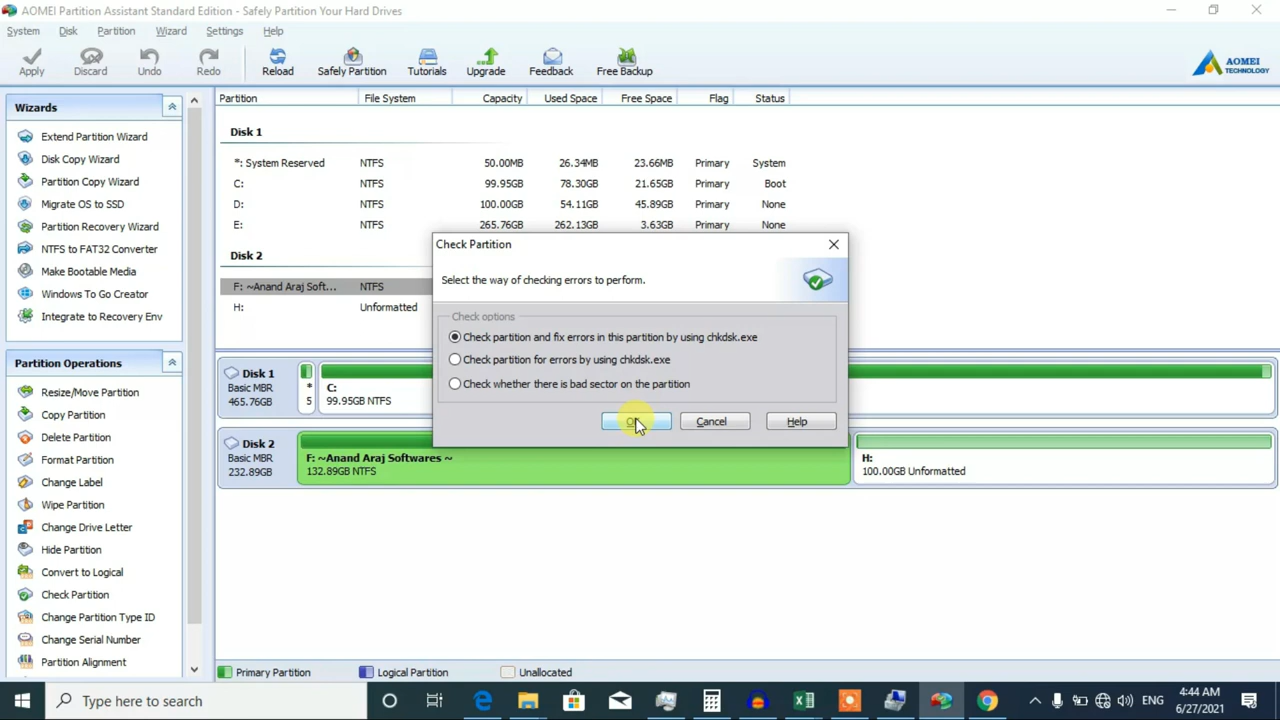 AOMEI Partition Assistant Standard Edition - Safely Partition Your Hard Drives
System Disk Partition Wizard Settings Help
Apply Discard Undo Redo Reload Safely Partition Tutorials Upgrade Feedback Free Backup
AOMEI
TECHNOLOGY
Wizards
Extend Partition Wizard
Disk Copy Wizard
Partition Copy Wizard
Migrate OS to SSD
Partition Recovery Wizard
NTFS to FAT32 Converter
Make Bootable Media
Windows To Go Creator
Integrate to Recovery Env
Partition Operations
Resize/Move Partition
Copy Partition
Delete Partition
Format Partition
Change Label
Wipe Partition
Change Drive Letter
Hide Partition
Convert to Logical
Check Partition
Change Partition Type ID
Change Serial Number
Partition Alignment
Partition File System Capacity Used Space Free Space Flag Status
Disk 1
*: System Reserved NTFS 50.00MB 26.34MB 23.66MB Primary System
C: NTFS 99.95GB 78.30GB 21.65GB Primary Boot
D: NTFS 100.00GB 54.11GB 45.89GB Primary None
E: NTFS 265.76GB 262.13GB 3.63GB Primary None
Disk 2
F: ~Anand Araj Soft... NTFS
H: Unformatted
Check Partition
Select the way of checking errors to perform.
Check options
Check partition and fix errors in this partition by using chkdsk.exe
Check partition for errors by using chkdsk.exe
Check whether there is bad sector on the partition
Cancel Help
Disk 1
Basic MBR
465.76GB
*
5
C:
99.95GB NTFS
Disk 2
Basic MBR
232.89GB
F: ~Anand Araj Softwares ~
132.89GB NTFS
H:
100.00GB Unformatted
Primary Partition Logical Partition Unallocated
Type here to search
ENG
4:44 AM
6/27/2021